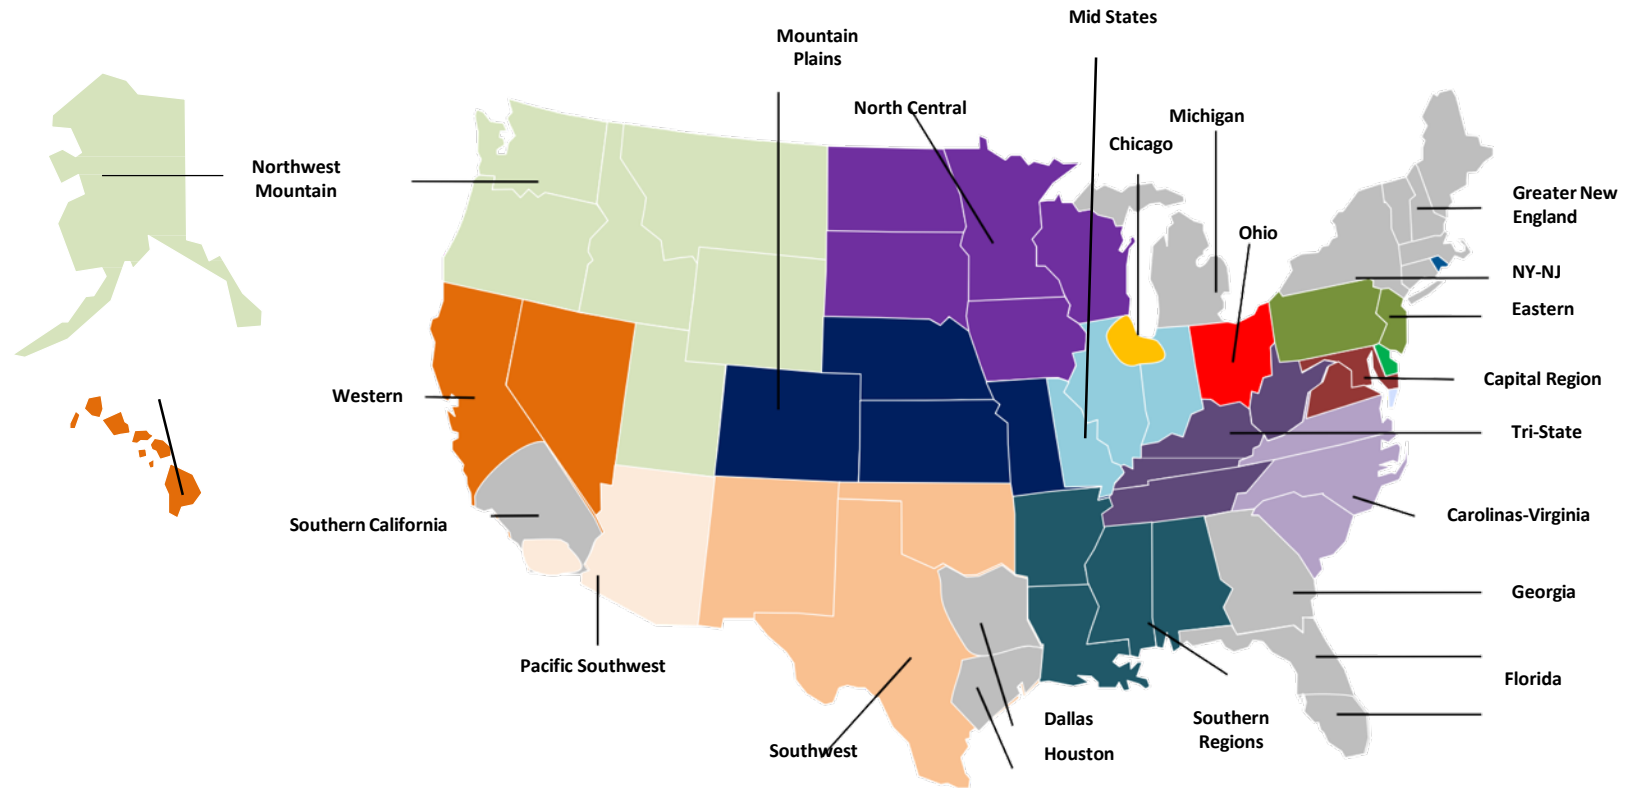 Mid States
Mountain
Plains
North Central
Michigan
Chicago
Northwest
Mountain
Greater New
England
Ohio
NY-NJ
Eastern
Capital Region
Western
Tri-State
Carolinas-Virginia
Southern California
Georgia
Pacific Southwest
Florida
Dallas
Southern
Regions
Southwest
Houston